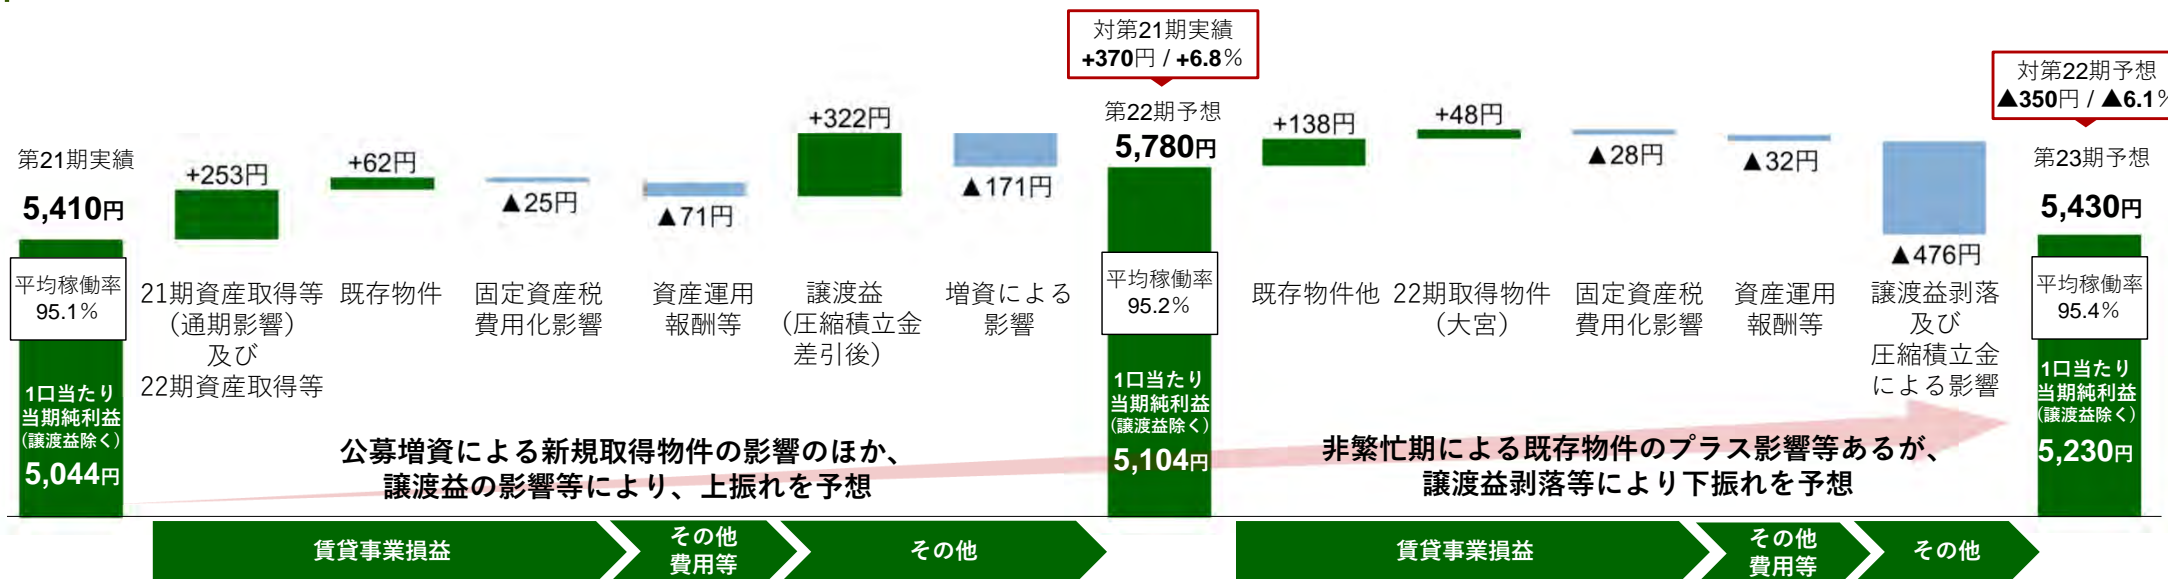 対第21期実績
+370円 / +6.8%
対第22期予想
▲350円 / ▲6.1%
第21期実績
5,410円
+253円
+62円
▲25円
▲71円
+322円
▲171円
第22期予想
5,780円
+138円
+48円
▲28円
▲32円
▲476円
第23期予想
5,430円
平均稼働率
95.1%
21期資産取得等
（通期影響）
及び
22期資産取得等
既存物件
固定資産税
費用化影響
資産運用
報酬等
譲渡益
（圧縮積立金
差引後）
増資による
影響
平均稼働率
95.2%
既存物件他
22期取得物件
（大宮）
固定資産税
費用化影響
資産運用
報酬等
譲渡益剥落
及び
圧縮積立金
による影響
平均稼働率
95.4%
1口当たり
当期純利益
（譲渡益除く）
5,044円
公募増資による新規取得物件の影響のほか、
譲渡益の影響等により、上振れを予想
1口当たり
当期純利益
（譲渡益除く）
5,104円
非繁忙期による既存物件のプラス影響等あるが、
譲渡益剥落等により下振れを予想
1口当たり
当期純利益
（譲渡益除く）
5,230円
賃貸事業損益
その他
費用等
その他
賃貸事業損益
その他
費用等
その他